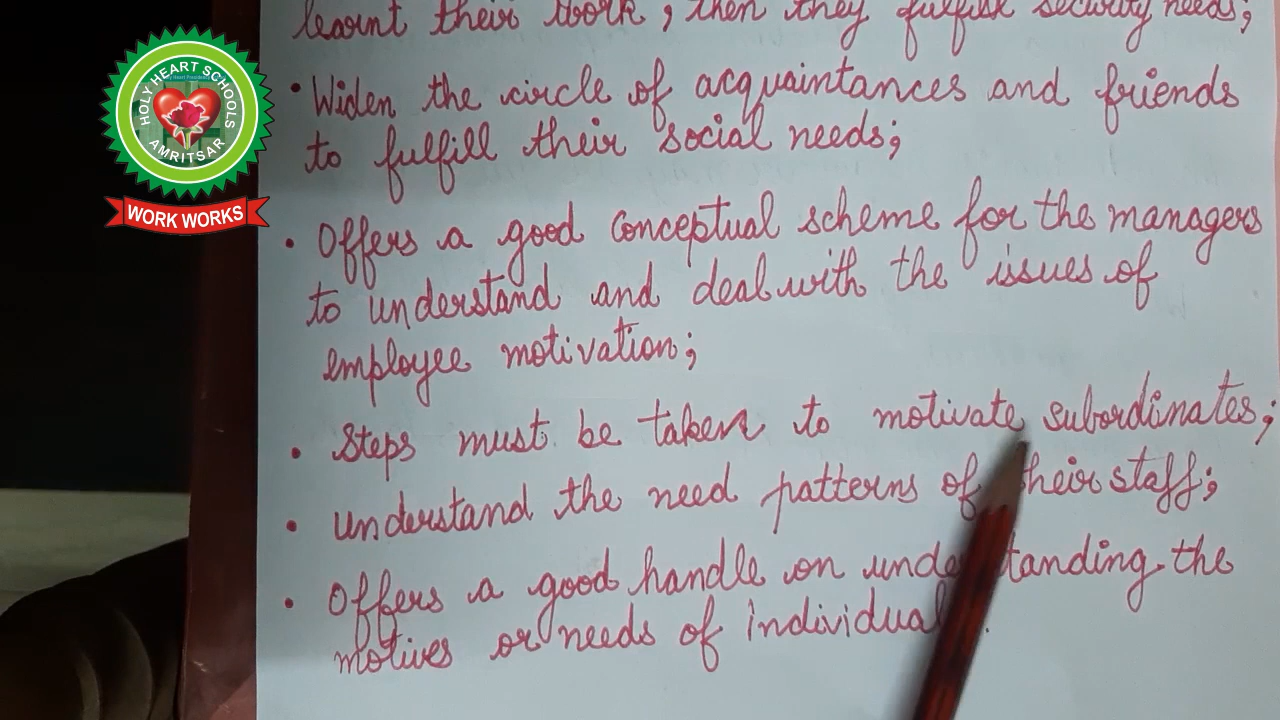 learnt their work, then they fulfill security needs;
• Widen the circle of acquaintances and friends
to fulfill their social needs;
• Offers a good conceptual scheme for the managers
to understand and deal with the issues of
employee motivation;
• Steps must be taken to motivate subordinates;
• understand the need patterns of their staff;
• Offers a good handle on understanding the
motives or needs of individual.
HOLY HEART SCHOOLS
AMRITSAR
WORK WORKS